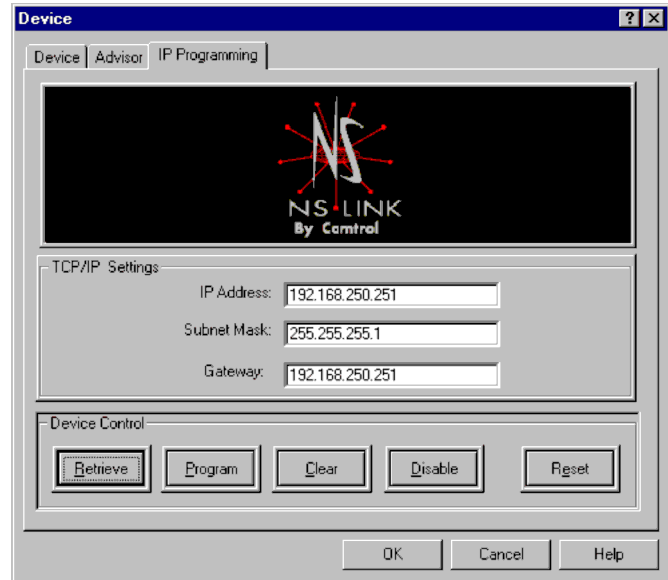 Device
Device Advisor IP Programming
NS
NS LINK
By Comtrol
TCP/IP Settings
IP Address: 192.168.250.251
Subnet Mask: 255.255.255.1
Gateway: 192.168.250.251
Device Control
Retrieve Program Clear Disable Reset
OK Cancel Help